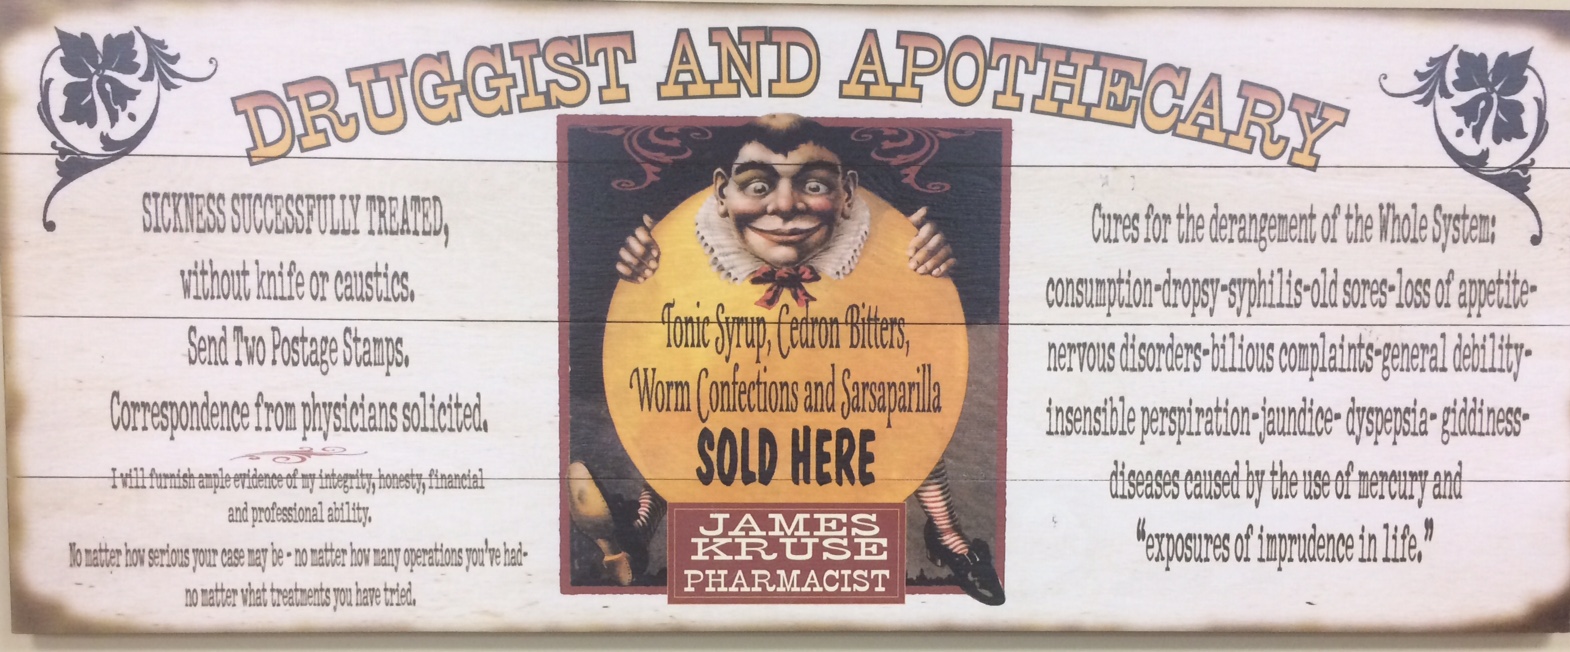 DRUGGIST AND APOTHECARY
SICKNESS SUCCESSFULLY TREATED,
without knife or caustics.
Send Two Postage Stamps.
Correspondence from physicians solicited.
I will furnish ample evidence of my integrity, honesty, financial
and professional ability.
No matter how serious your case may be - no matter how many operations you've had-
no matter what treatments you have tried.
Tonic Syrup, Cedron Bitters,
Worm Confections and Sarsaparilla
SOLD HERE
JAMES
KRUSE
PHARMACIST
Cures for the derangement of the Whole System:
consumption-dropsy-syphilis-old sores-loss of appetite-
nervous disorders-bilious complaints-general debility-
insensible perspiration-jaundice- dyspepsia- giddiness-
diseases caused by the use of mercury and
“exposures of imprudence in life.”